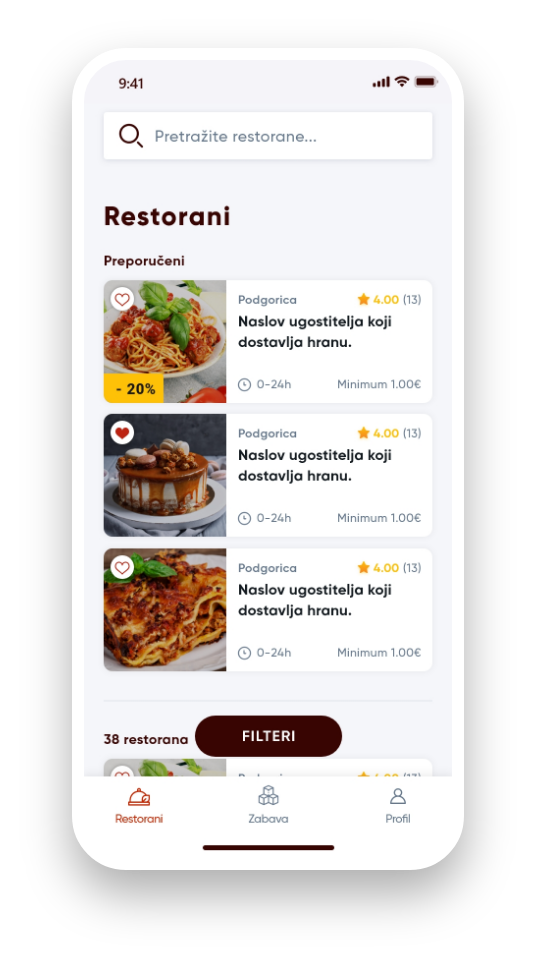 9:41
Pretražite restorane...
Restorani
Preporučeni
Podgorica 4.00 (13)
Naslov ugostitelja koji
dostavlja hranu.
- 20%
0-24h Minimum 1.00€
Podgorica 4.00 (13)
Naslov ugostitelja koji
dostavlja hranu.
0-24h Minimum 1.00€
Podgorica 4.00 (13)
Naslov ugostitelja koji
dostavlja hranu.
0-24h Minimum 1.00€
38 restorana FILTERI
Restorani Zabava Profil